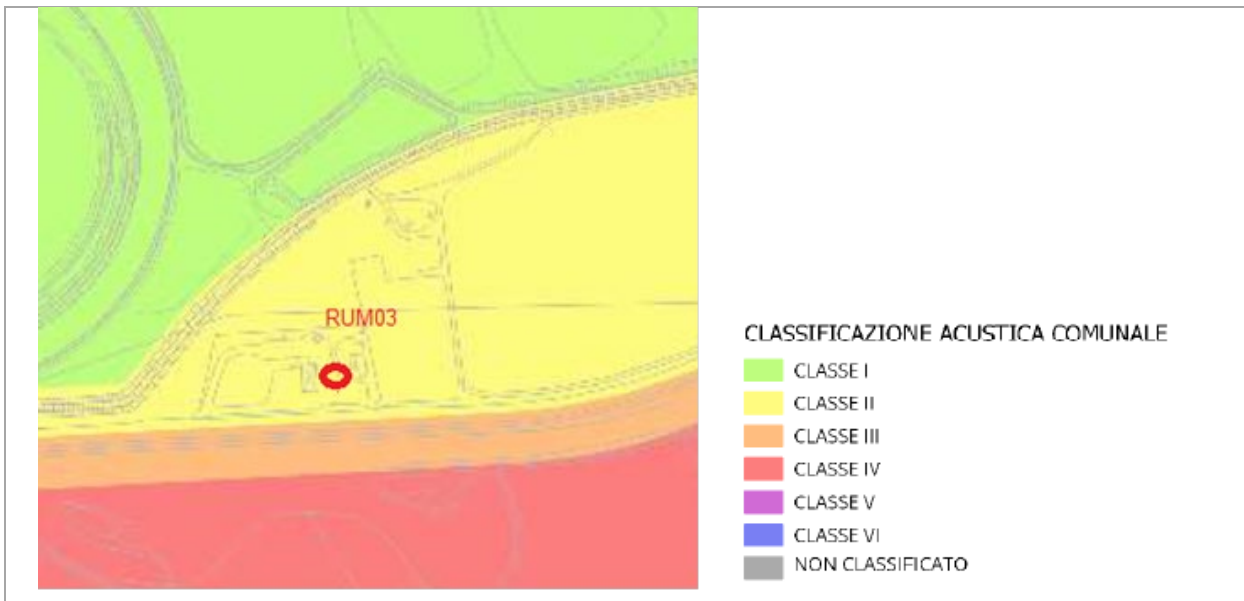 RUM03
CLASSIFICAZIONE ACUSTICA COMUNALE
CLASSE I
CLASSE II
CLASSE III
CLASSE IV
CLASSE V
CLASSE VI
NON CLASSIFICATO